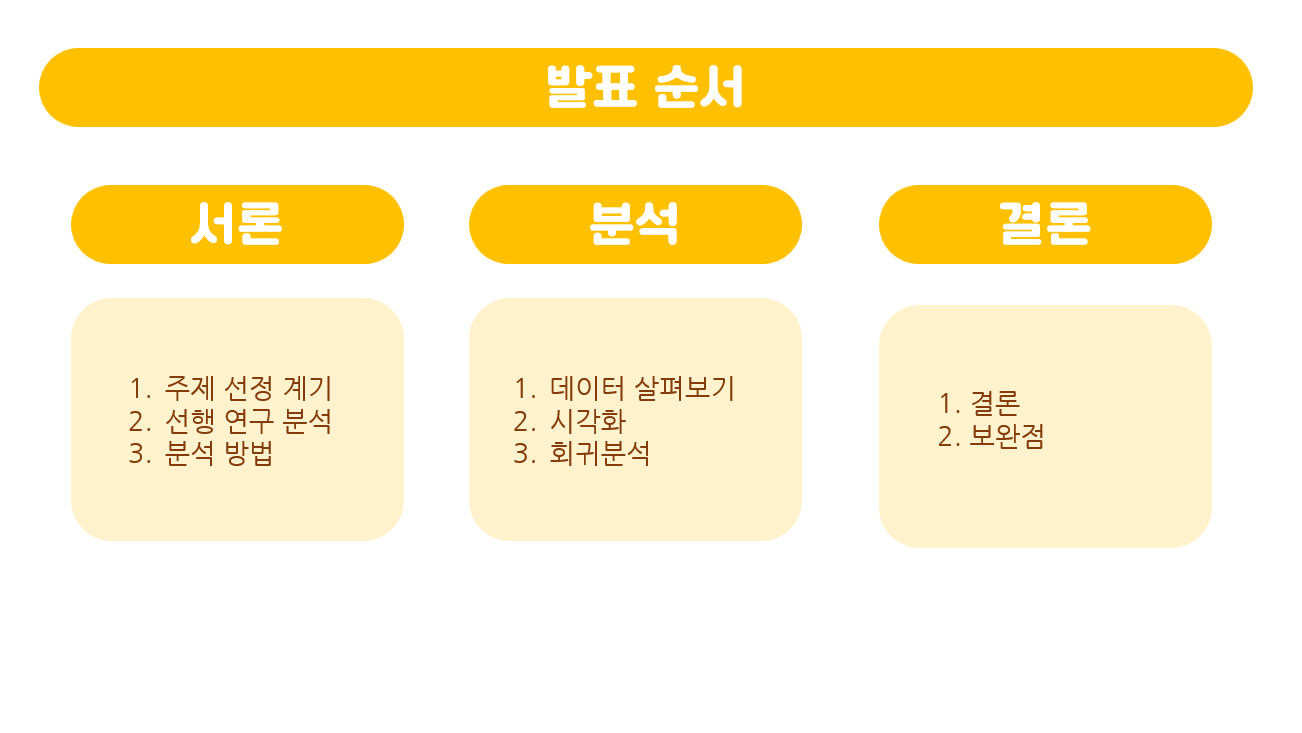 발표 순서
서론
1. 주제 선정 계기
2. 선행 연구 분석
3. 분석 방법
분석
1. 데이터 살펴보기
2. 시각화
3. 회귀분석
결론
1. 결론
2. 보완점